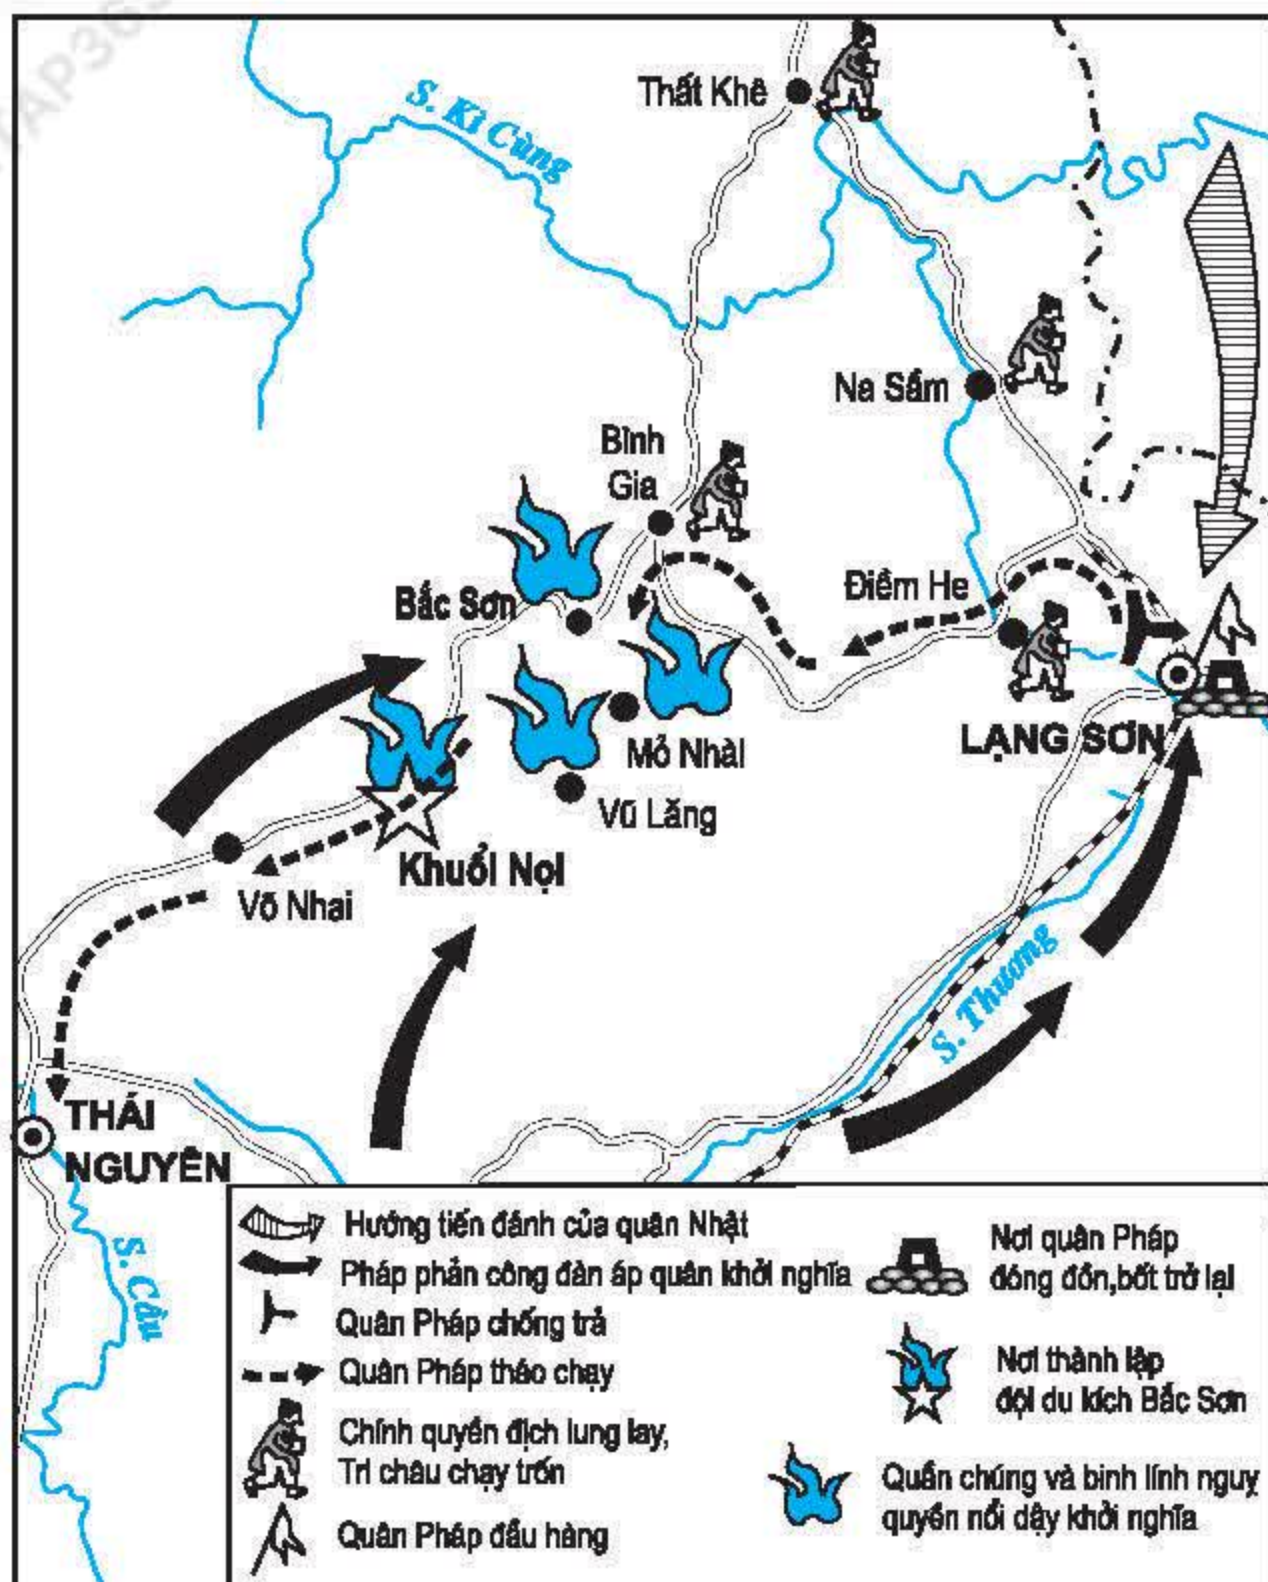 TAP36
Thất Khê
S. Kì Cùng
Na Sầm
Bình
Gia
Điềm He
Bắc Sơn
Mỏ Nhài
LẠNG SƠN
Vũ Lăng
Khuổi Nọi
Võ Nhai
S. Thương
THÁI
NGUYÊN
S. Cầu
Hướng tiến đánh của quân Nhật
Pháp phản công đàn áp quân khởi nghĩa
Quân Pháp chống trả
Quân Pháp tháo chạy
Chính quyền địch lung lay,
Tri châu chạy trốn
Quân Pháp đầu hàng
Nơi quân Pháp
đóng đồn,bốt trở lại
Nơi thành lập
đội du kích Bắc Sơn
Quần chúng và binh lính nguỵ
quyền nổi dậy khởi nghĩa